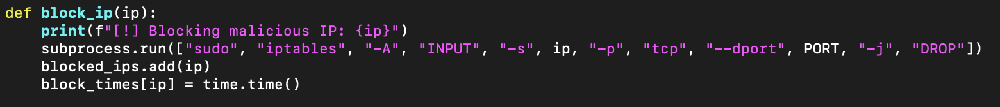 def block_ip(ip):
    print(f"[!] Blocking malicious IP: {ip}")
    subprocess.run(["sudo", "iptables", "-A", "INPUT", "-s", ip, "-p", "tcp", "--dport", PORT, "-j", "DROP"])
    blocked_ips.add(ip)
    block_times[ip] = time.time()